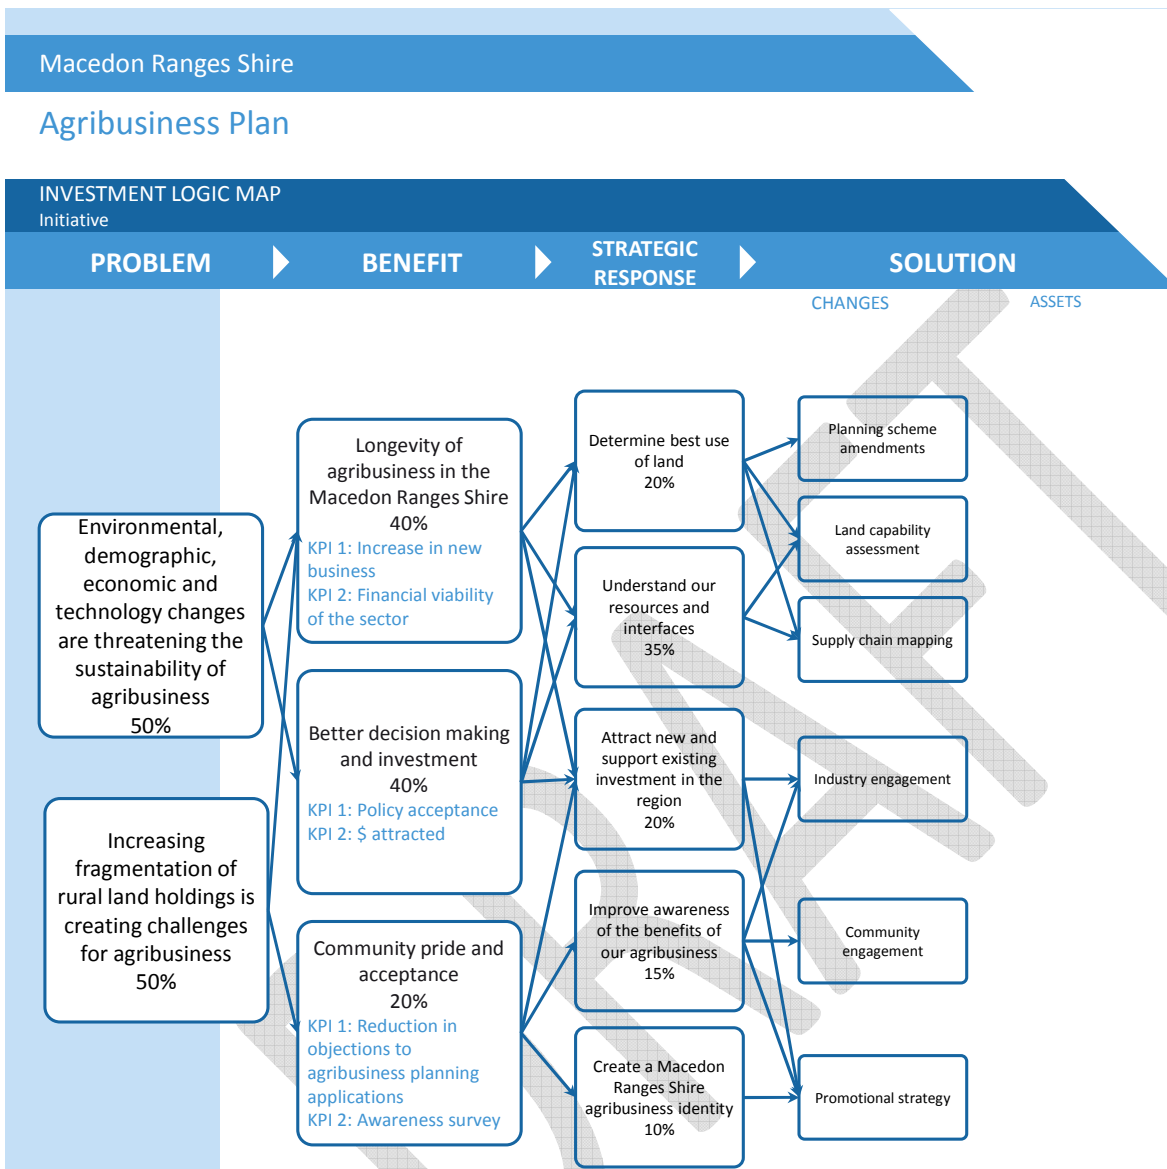 Macedon Ranges Shire
Agribusiness Plan
INVESTMENT LOGIC MAP
Initiative
PROBLEM
BENEFIT
STRATEGIC
RESPONSE
SOLUTION
CHANGES
ASSETS
Environmental,
demographic,
economic and
technology changes
are threatening the
sustainability of
agribusiness
50%
Increasing
fragmentation of
rural land holdings is
creating challenges
for agribusiness
50%
Longevity of
agribusiness in the
Macedon Ranges Shire
40%
KPI 1: Increase in new
business
KPI 2: Financial viability
of the sector
Better decision making
and investment
40%
KPI 1: Policy acceptance
KPI 2: $ attracted
Community pride and
acceptance
20%
KPI 1: Reduction in
objections to
agribusiness planning
applications
KPI 2: Awareness survey
Determine best use
of land
20%
Understand our
resources and
interfaces
35%
Attract new and
support existing
investment in the
region
20%
Improve awareness
of the benefits of
our agribusiness
15%
Create a Macedon
Ranges Shire
agribusiness identity
10%
Planning scheme
amendments
Land capability
assessment
Supply chain mapping
Industry engagement
Community
engagement
Promotional strategy
DRAFT